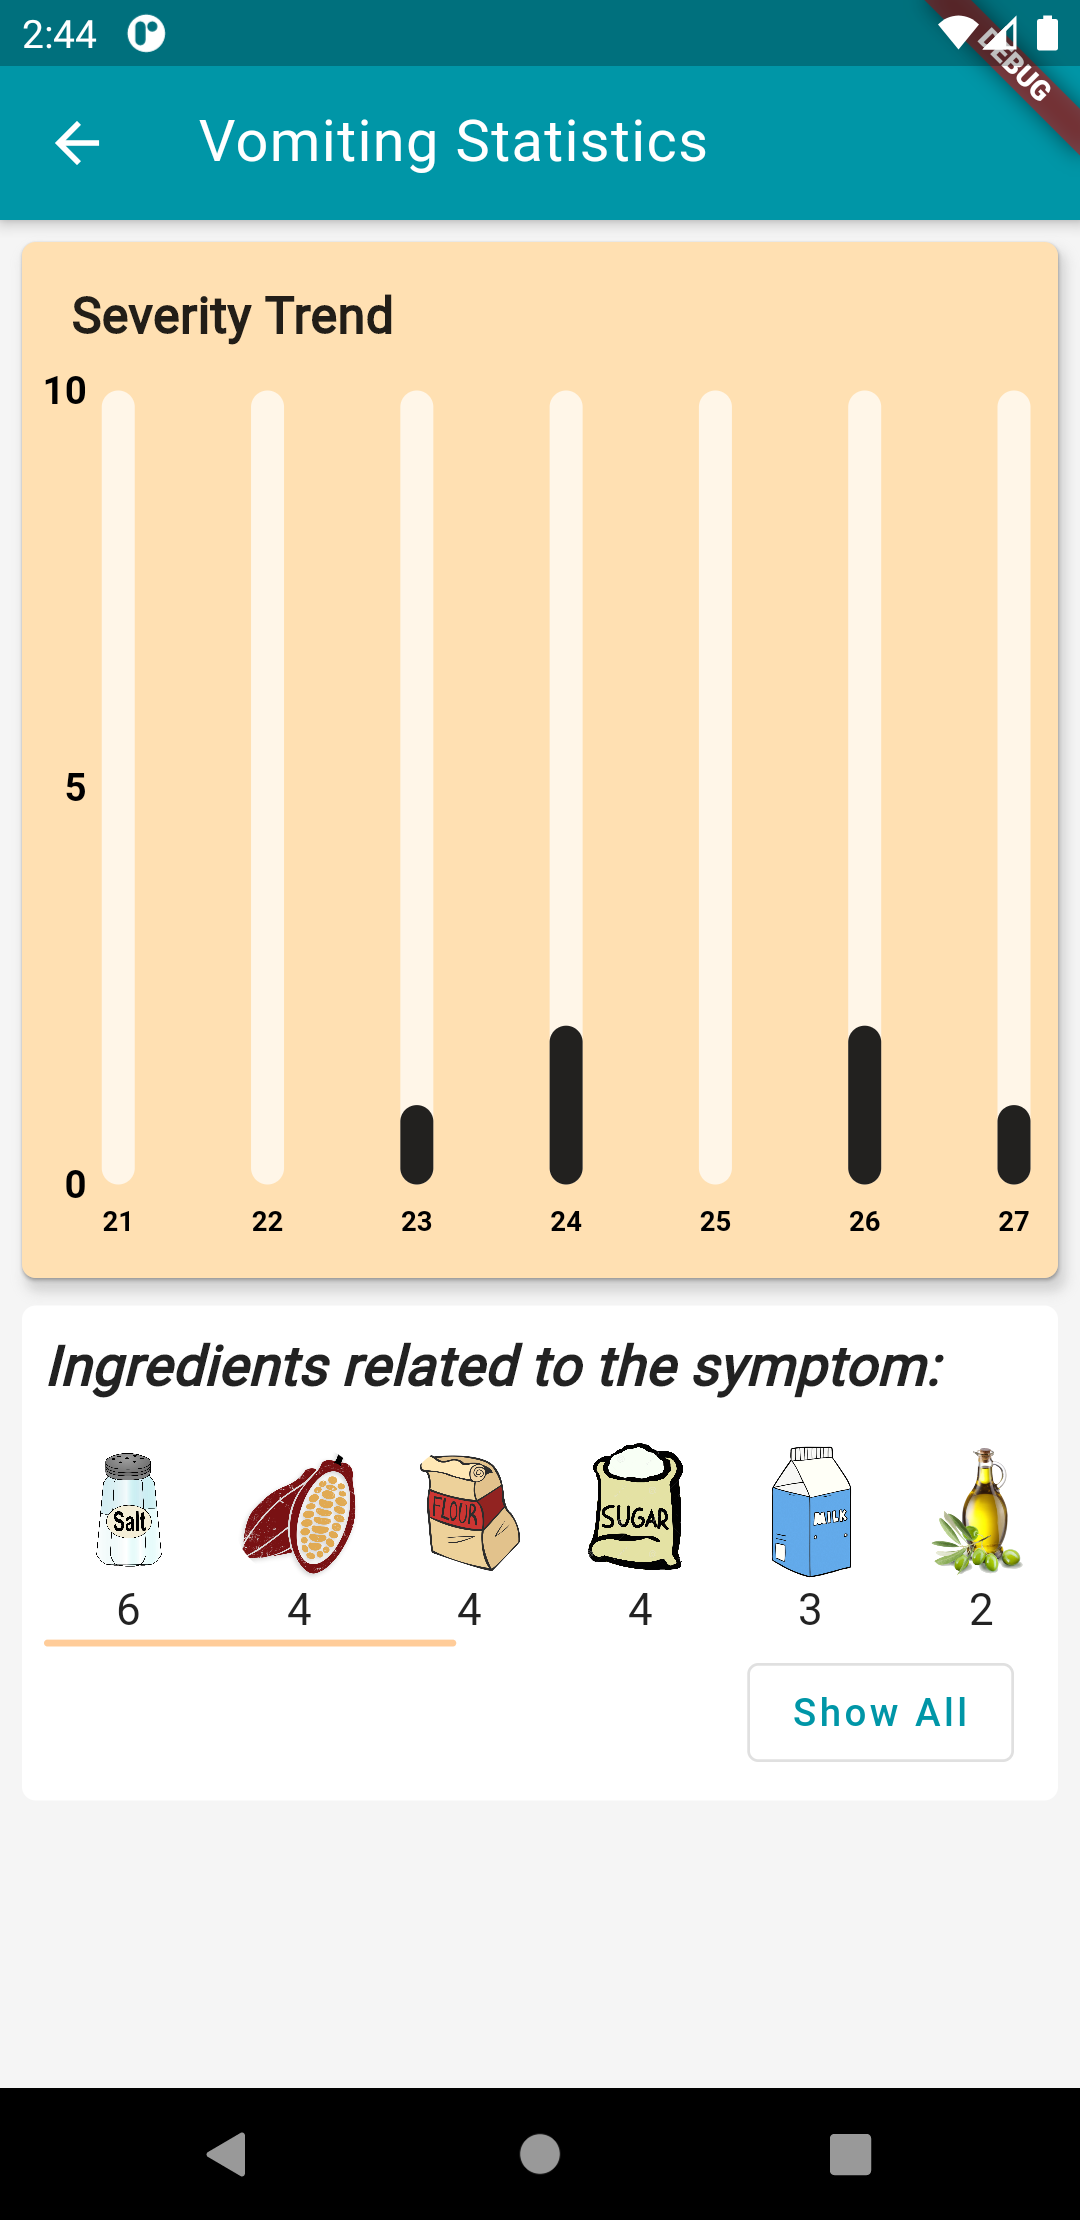 2:44
DEBUG
Vomiting Statistics
Severity Trend
10
5
0
21 22 23 24 25 26 27
Ingredients related to the symptom:
Salt FLOUR SUGAR MILK
6 4 4 4 3 2
Show All